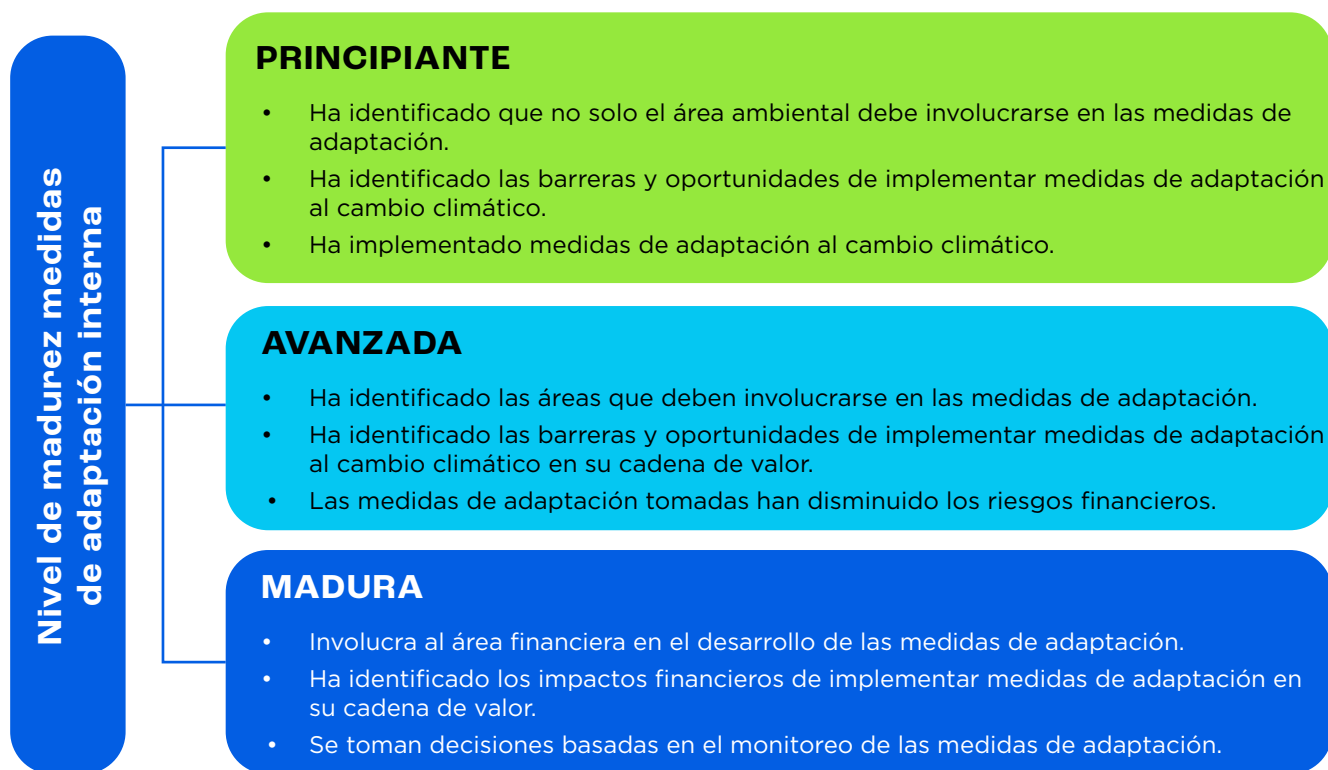 Nivel de madurez medidas
de adaptación interna
PRINCIPIANTE
• Ha identificado que no solo el área ambiental debe involucrarse en las medidas de
adaptación.
• Ha identificado las barreras y oportunidades de implementar medidas de adaptación
al cambio climático.
• Ha implementado medidas de adaptación al cambio climático.
AVANZADA
• Ha identificado las áreas que deben involucrarse en las medidas de adaptación.
• Ha identificado las barreras y oportunidades de implementar medidas de adaptación
al cambio climático en su cadena de valor.
• Las medidas de adaptación tomadas han disminuido los riesgos financieros.
MADURA
• Involucra al área financiera en el desarrollo de las medidas de adaptación.
• Ha identificado los impactos financieros de implementar medidas de adaptación en
su cadena de valor.
• Se toman decisiones basadas en el monitoreo de las medidas de adaptación.